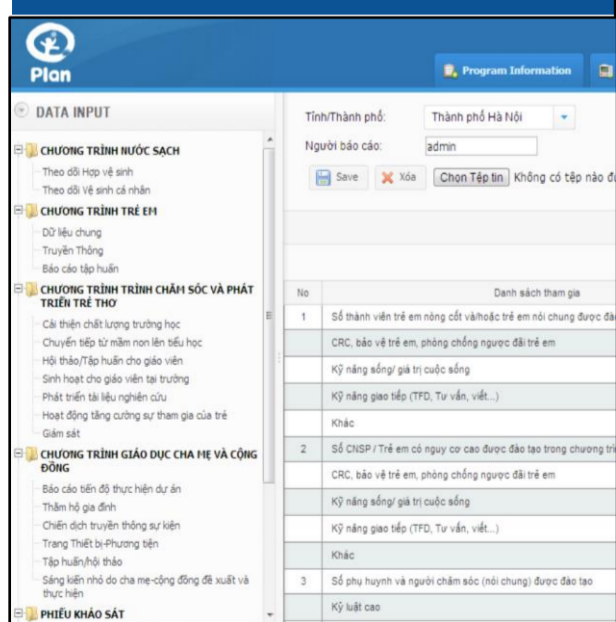 Plan
Program Information
DATA INPUT
CHƯƠNG TRÌNH NƯỚC SẠCH
Theo dõi Hợp vệ sinh
Theo dõi Vệ sinh cá nhân
CHƯƠNG TRÌNH TRẺ EM
Dữ liệu chung
Truyền Thông
Báo cáo tập huấn
CHƯƠNG TRÌNH TRÌNH CHĂM SÓC VÀ PHÁT
TRIỂN TRẺ THƠ
Cải thiện chất lượng trường học
Chuyển tiếp từ mầm non lên tiểu học
Hội thảo/Tập huấn cho giáo viên
Sinh hoạt cho giáo viên tại trường
Phát triển tài liệu nghiên cứu
Hoạt động tăng cường sự tham gia của trẻ
Giám sát
CHƯƠNG TRÌNH GIÁO DỤC CHA MẸ VÀ CỘNG
ĐỒNG
Báo cáo tiến độ thực hiện dự án
Thăm hộ gia đình
Chiến dịch truyền thông sự kiện
Trang Thiết bị-Phương tiện
Tập huấn/hội thảo
Sáng kiến nhỏ do cha mẹ-cộng đồng đề xuất và
thực hiện
PHIẾU KHẢO SÁT
Tỉnh/Thành phố: Thành phố Hà Nội
Người báo cáo: admin
Save Xóa Chọn Tệp tin Không có tệp nào
No Danh sách tham gia
1 Số thành viên trẻ em nòng cốt và/hoặc trẻ em nói chung được
CRC, bảo vệ trẻ em, phòng chống ngược đãi trẻ em
Kỹ năng sống/ giá trị cuộc sống
Kỹ năng giao tiếp (TFD, Tư vấn, viết...)
Khác
2 Số CNSP / Trẻ em có nguy cơ cao được đào tạo trong chương
CRC, bảo vệ trẻ em, phòng chống ngược đãi trẻ em
Kỹ năng sống/ giá trị cuộc sống
Kỹ năng giao tiếp (TFD, Tư vấn, viết...)
Khác
3 Số phụ huynh và người chăm sóc (nói chung) được đào tạo
Kỷ luật cao